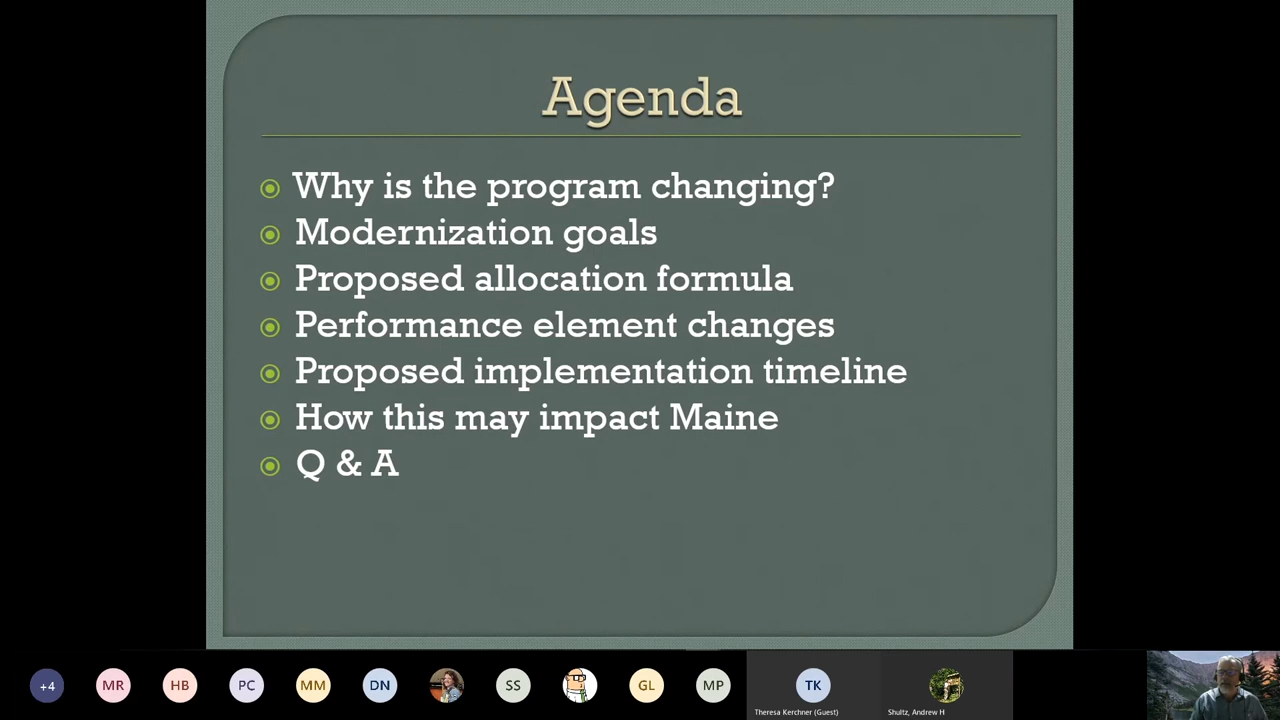 Agenda
Why is the program changing?
Modernization goals
Proposed allocation formula
Performance element changes
Proposed implementation timeline
How this may impact Maine
Q & A
+4
MR
HB
PC
MM
DN
SS
GL
MP
TK
Theresa Kerchner (Guest)
Shultz, Andrew H